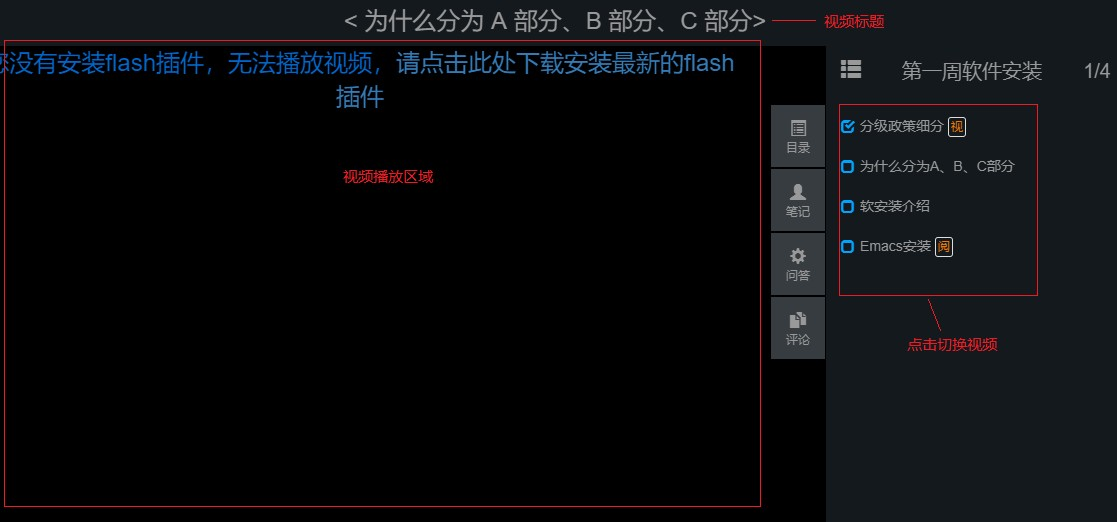 < 为什么分为 A 部分、B 部分、C 部分>
视频标题
您没有安装flash插件，无法播放视频，请点击此处下载安装最新的flash
插件
视频播放区域
目录
笔记
问答
评论
第一周软件安装 1/4
分级政策细分 视
为什么分为A、B、C部分
软安装介绍
Emacs安装 阅
点击切换视频